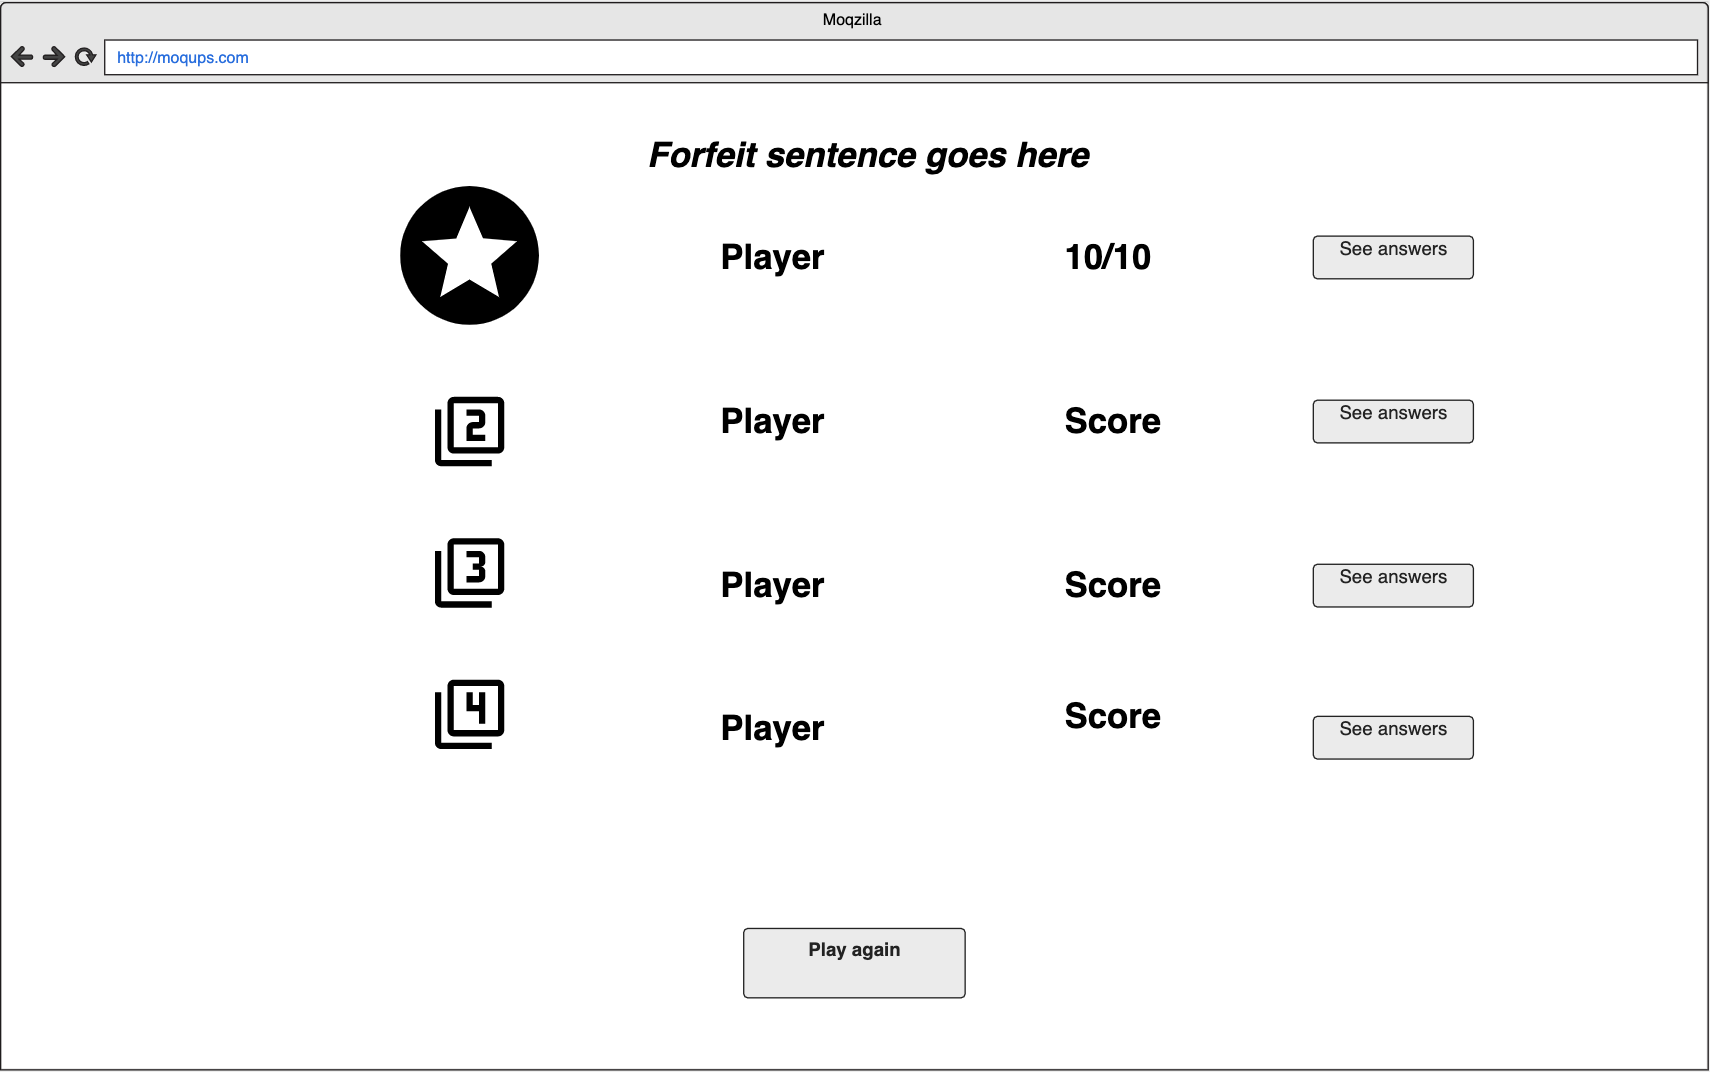 Moqzilla
http://moqups.com
Forfeit sentence goes here
Player 10/10 See answers
2 Player Score See answers
3 Player Score See answers
4 Player Score See answers
Play again